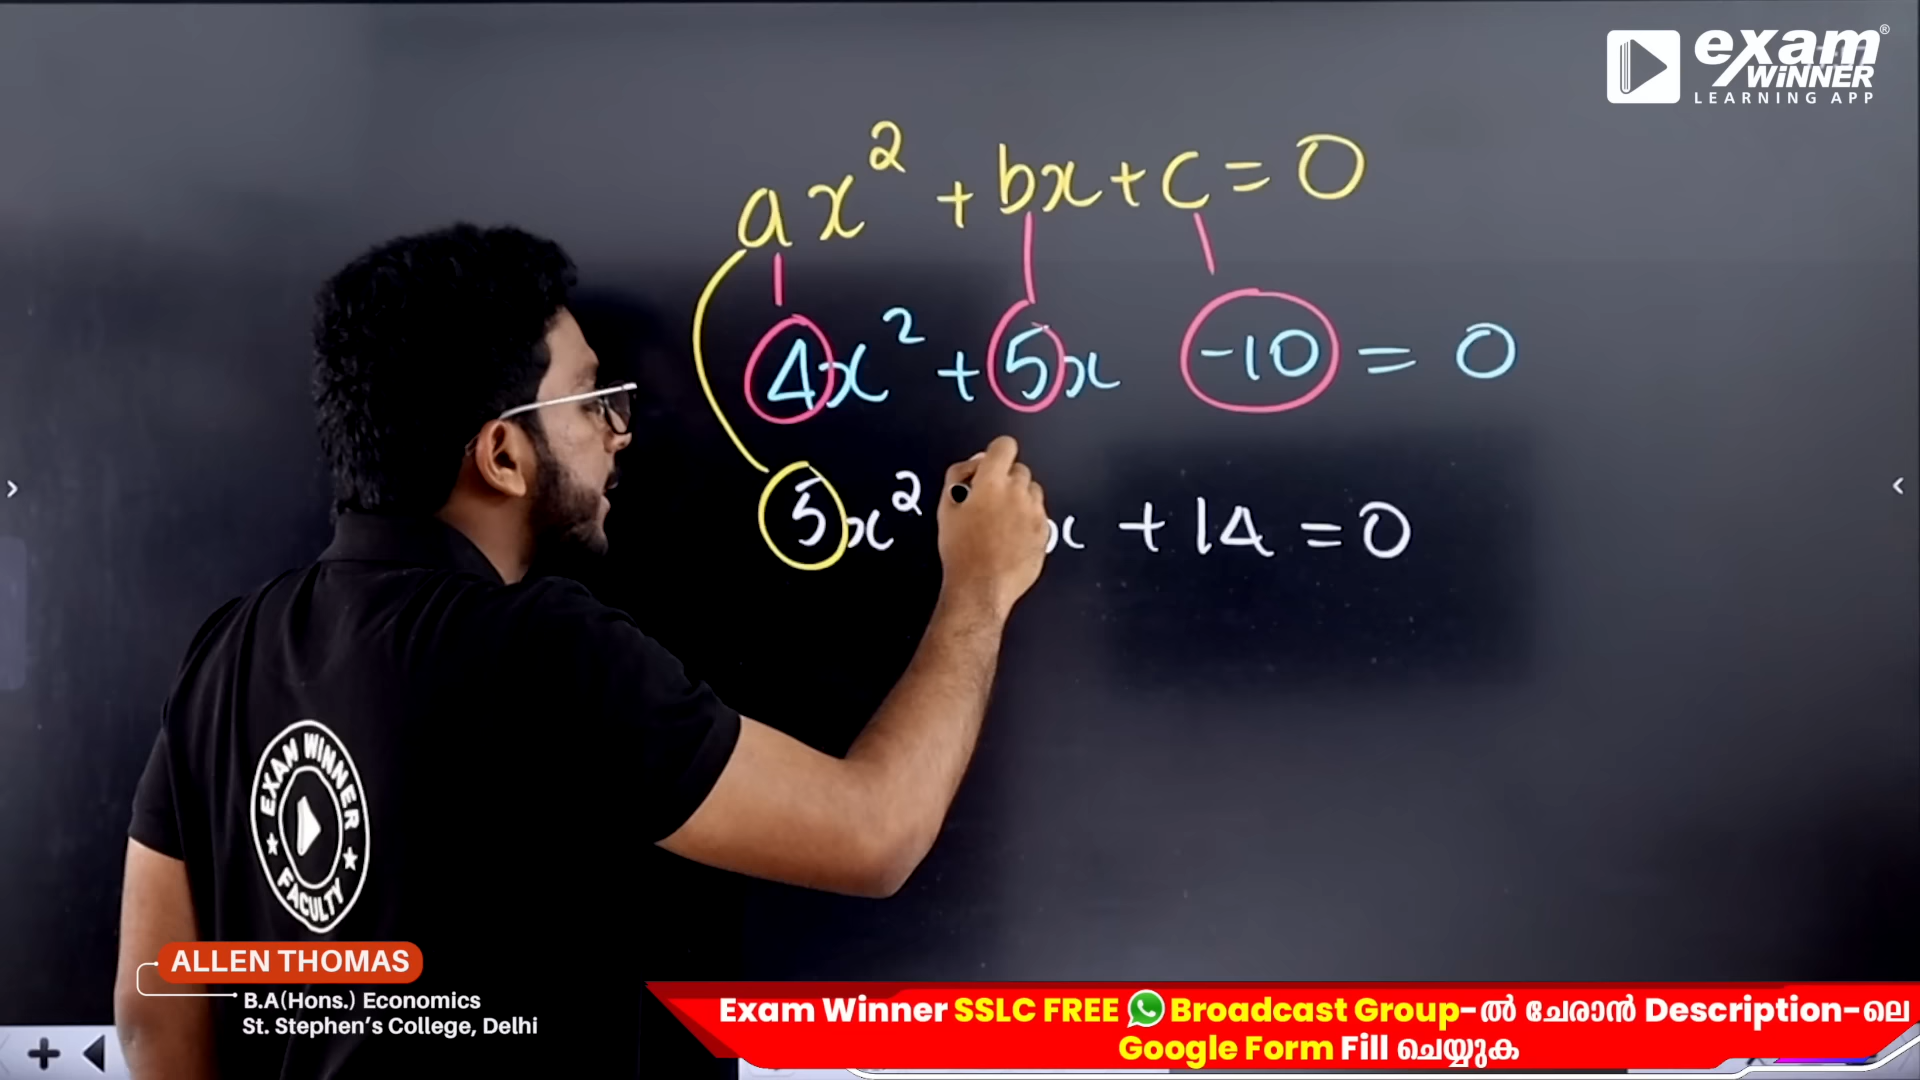 exam
WiNNER
LEARNING APP
ax² + bx + c = 0
4x² + 5x -10 = 0
5x² x + 14 = 0
EXAM WINNER
FACULTY
ALLEN THOMAS
B.A(Hons.) Economics
St. Stephen's College, Delhi
Exam Winner SSLC FREE Broadcast Group-ൽ ചേരാൻ Description-ലെ
Google Form Fill ചെയ്യുക